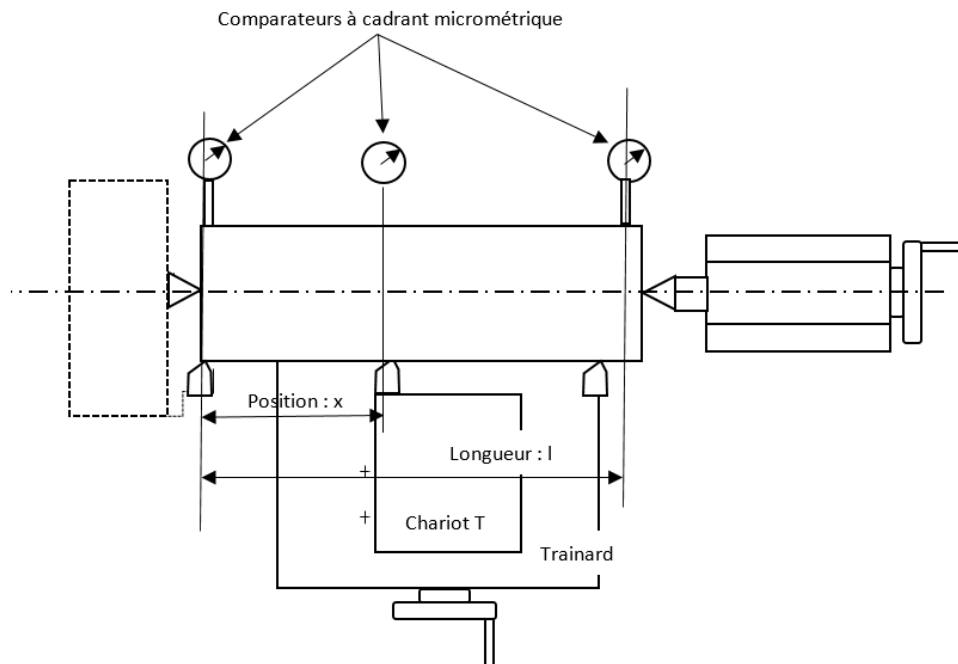 Comparateurs à cadrant micrométrique
Position : x
Longueur : l
Chariot T
Trainard